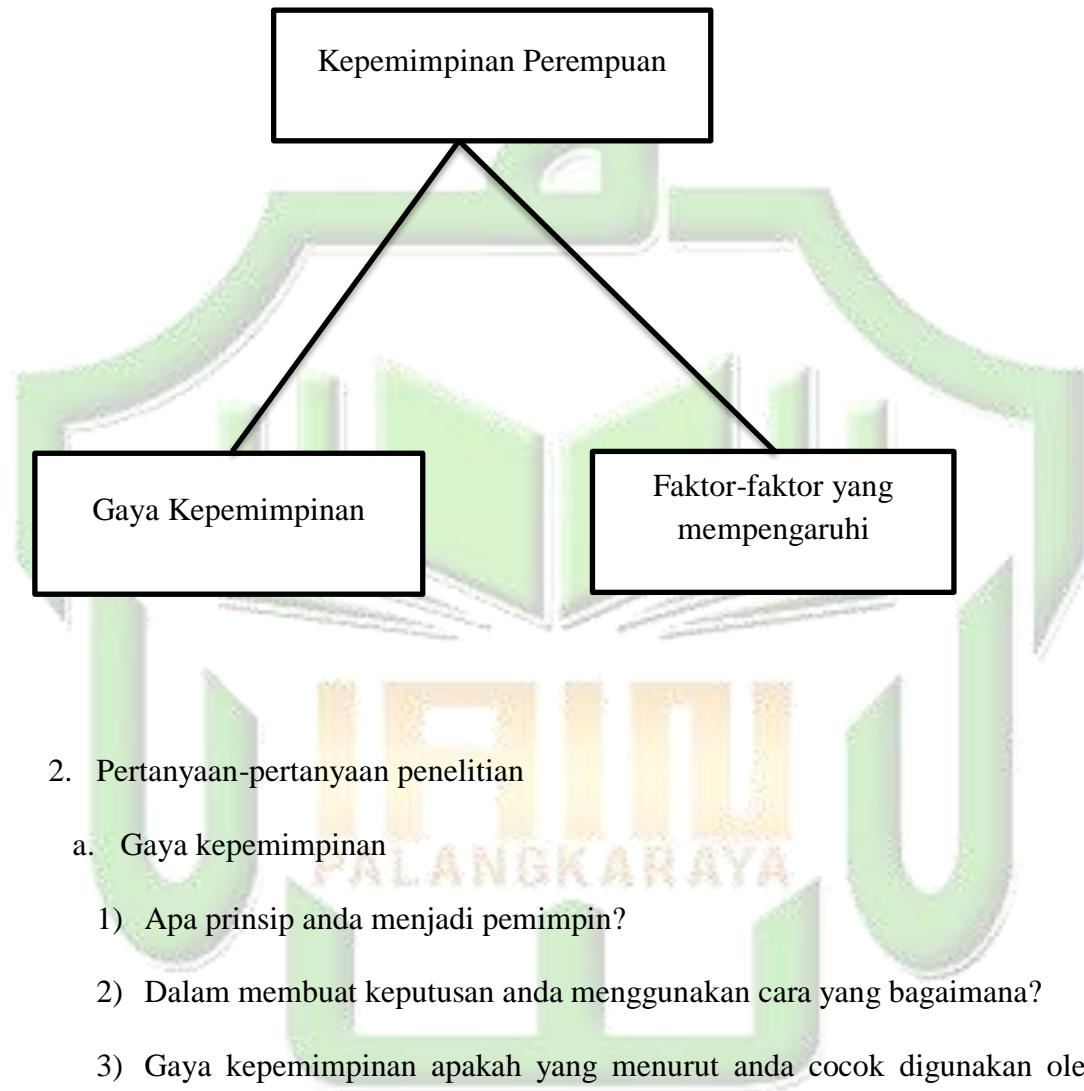 Kepemimpinan Perempuan
Gaya Kepemimpinan
Faktor-faktor yang
mempengaruhi
IAIN
PALANGKARAYA
2. Pertanyaan-pertanyaan penelitian
a. Gaya kepemimpinan
1) Apa prinsip anda menjadi pemimpin?
2) Dalam membuat keputusan anda menggunakan cara yang bagaimana?
3) Gaya kepemimpinan apakah yang menurut anda cocok digunakan ole